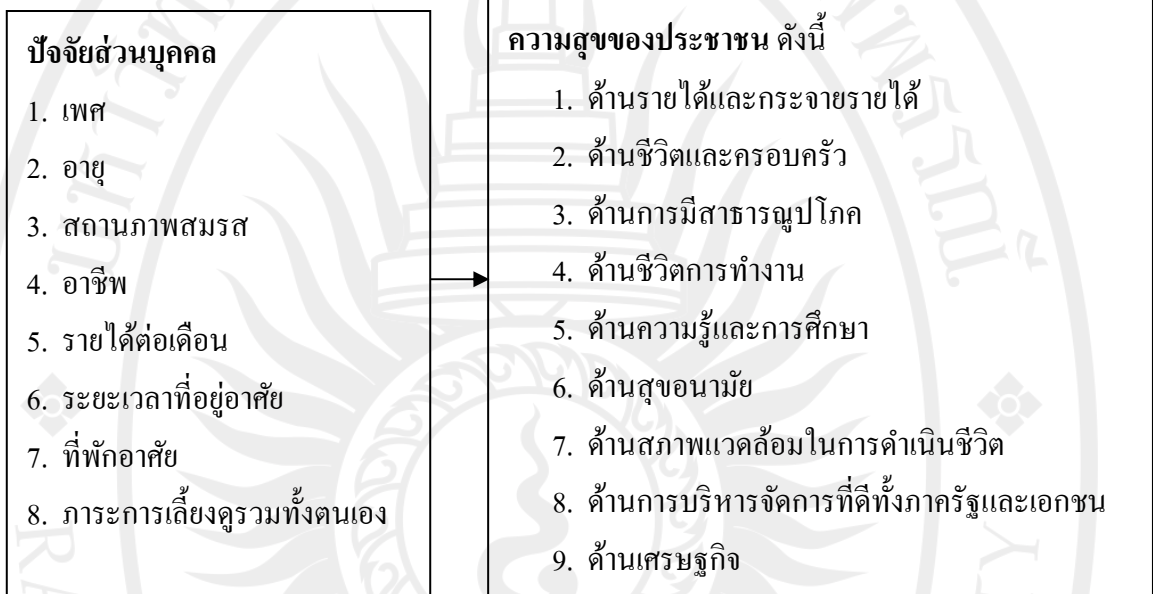 ปัจจัยส่วนบุคคล
1. เพศ
2. อายุ
3. สถานภาพสมรส
4. อาชีพ
5. รายได้ต่อเดือน
6. ระยะเวลาที่อยู่อาศัย
7. ที่พักอาศัย
8. ภาระการเลี้ยงดูรวมทั้งตนเอง
ความสุขของประชาชน ดังนี้
1. ด้านรายได้และกระจายรายได้
2. ด้านชีวิตและครอบครัว
3. ด้านการมีสาธารณูปโภค
4. ด้านชีวิตการทำงาน
5. ด้านความรู้และการศึกษา
6. ด้านสุขอนามัย
7. ด้านสภาพแวดล้อมในการดำเนินชีวิต
8. ด้านการบริหารจัดการที่ดีทั้งภาครัฐและเอกชน
9. ด้านเศรษฐกิจ